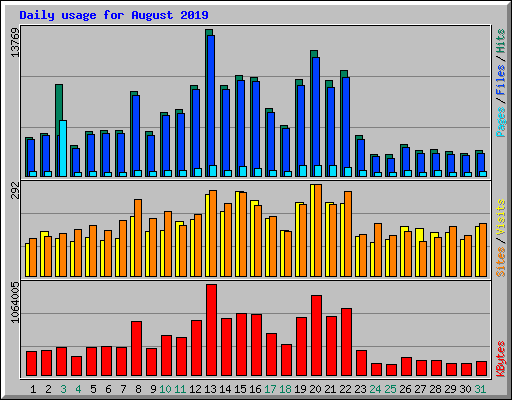 Daily usage for August 2019
13769
Pages / Files / Hits
292
Sites / Visits
1064005
KBytes
1 2 3 4 5 6 7 8 9 10 11 12 13 14 15 16 17 18 19 20 21 22 23 24 25 26 27 28 29 30 31